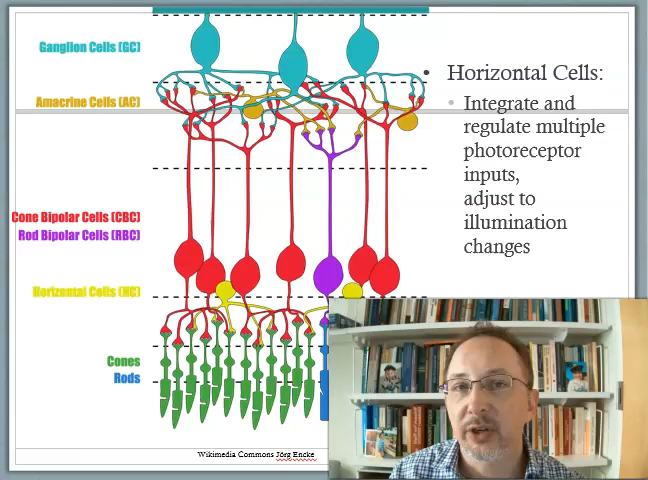 Ganglion Cells (GC)
Amacrine Cells (AC)
Cone Bipolar Cells (CBC)
Rod Bipolar Cells (RBC)
Horizontal Cells (HC)
Cones
Rods
Wikimedia Commons Jörg Encke
• Horizontal Cells:
• Integrate and
regulate multiple
photoreceptor
inputs,
adjust to
illumination
changes